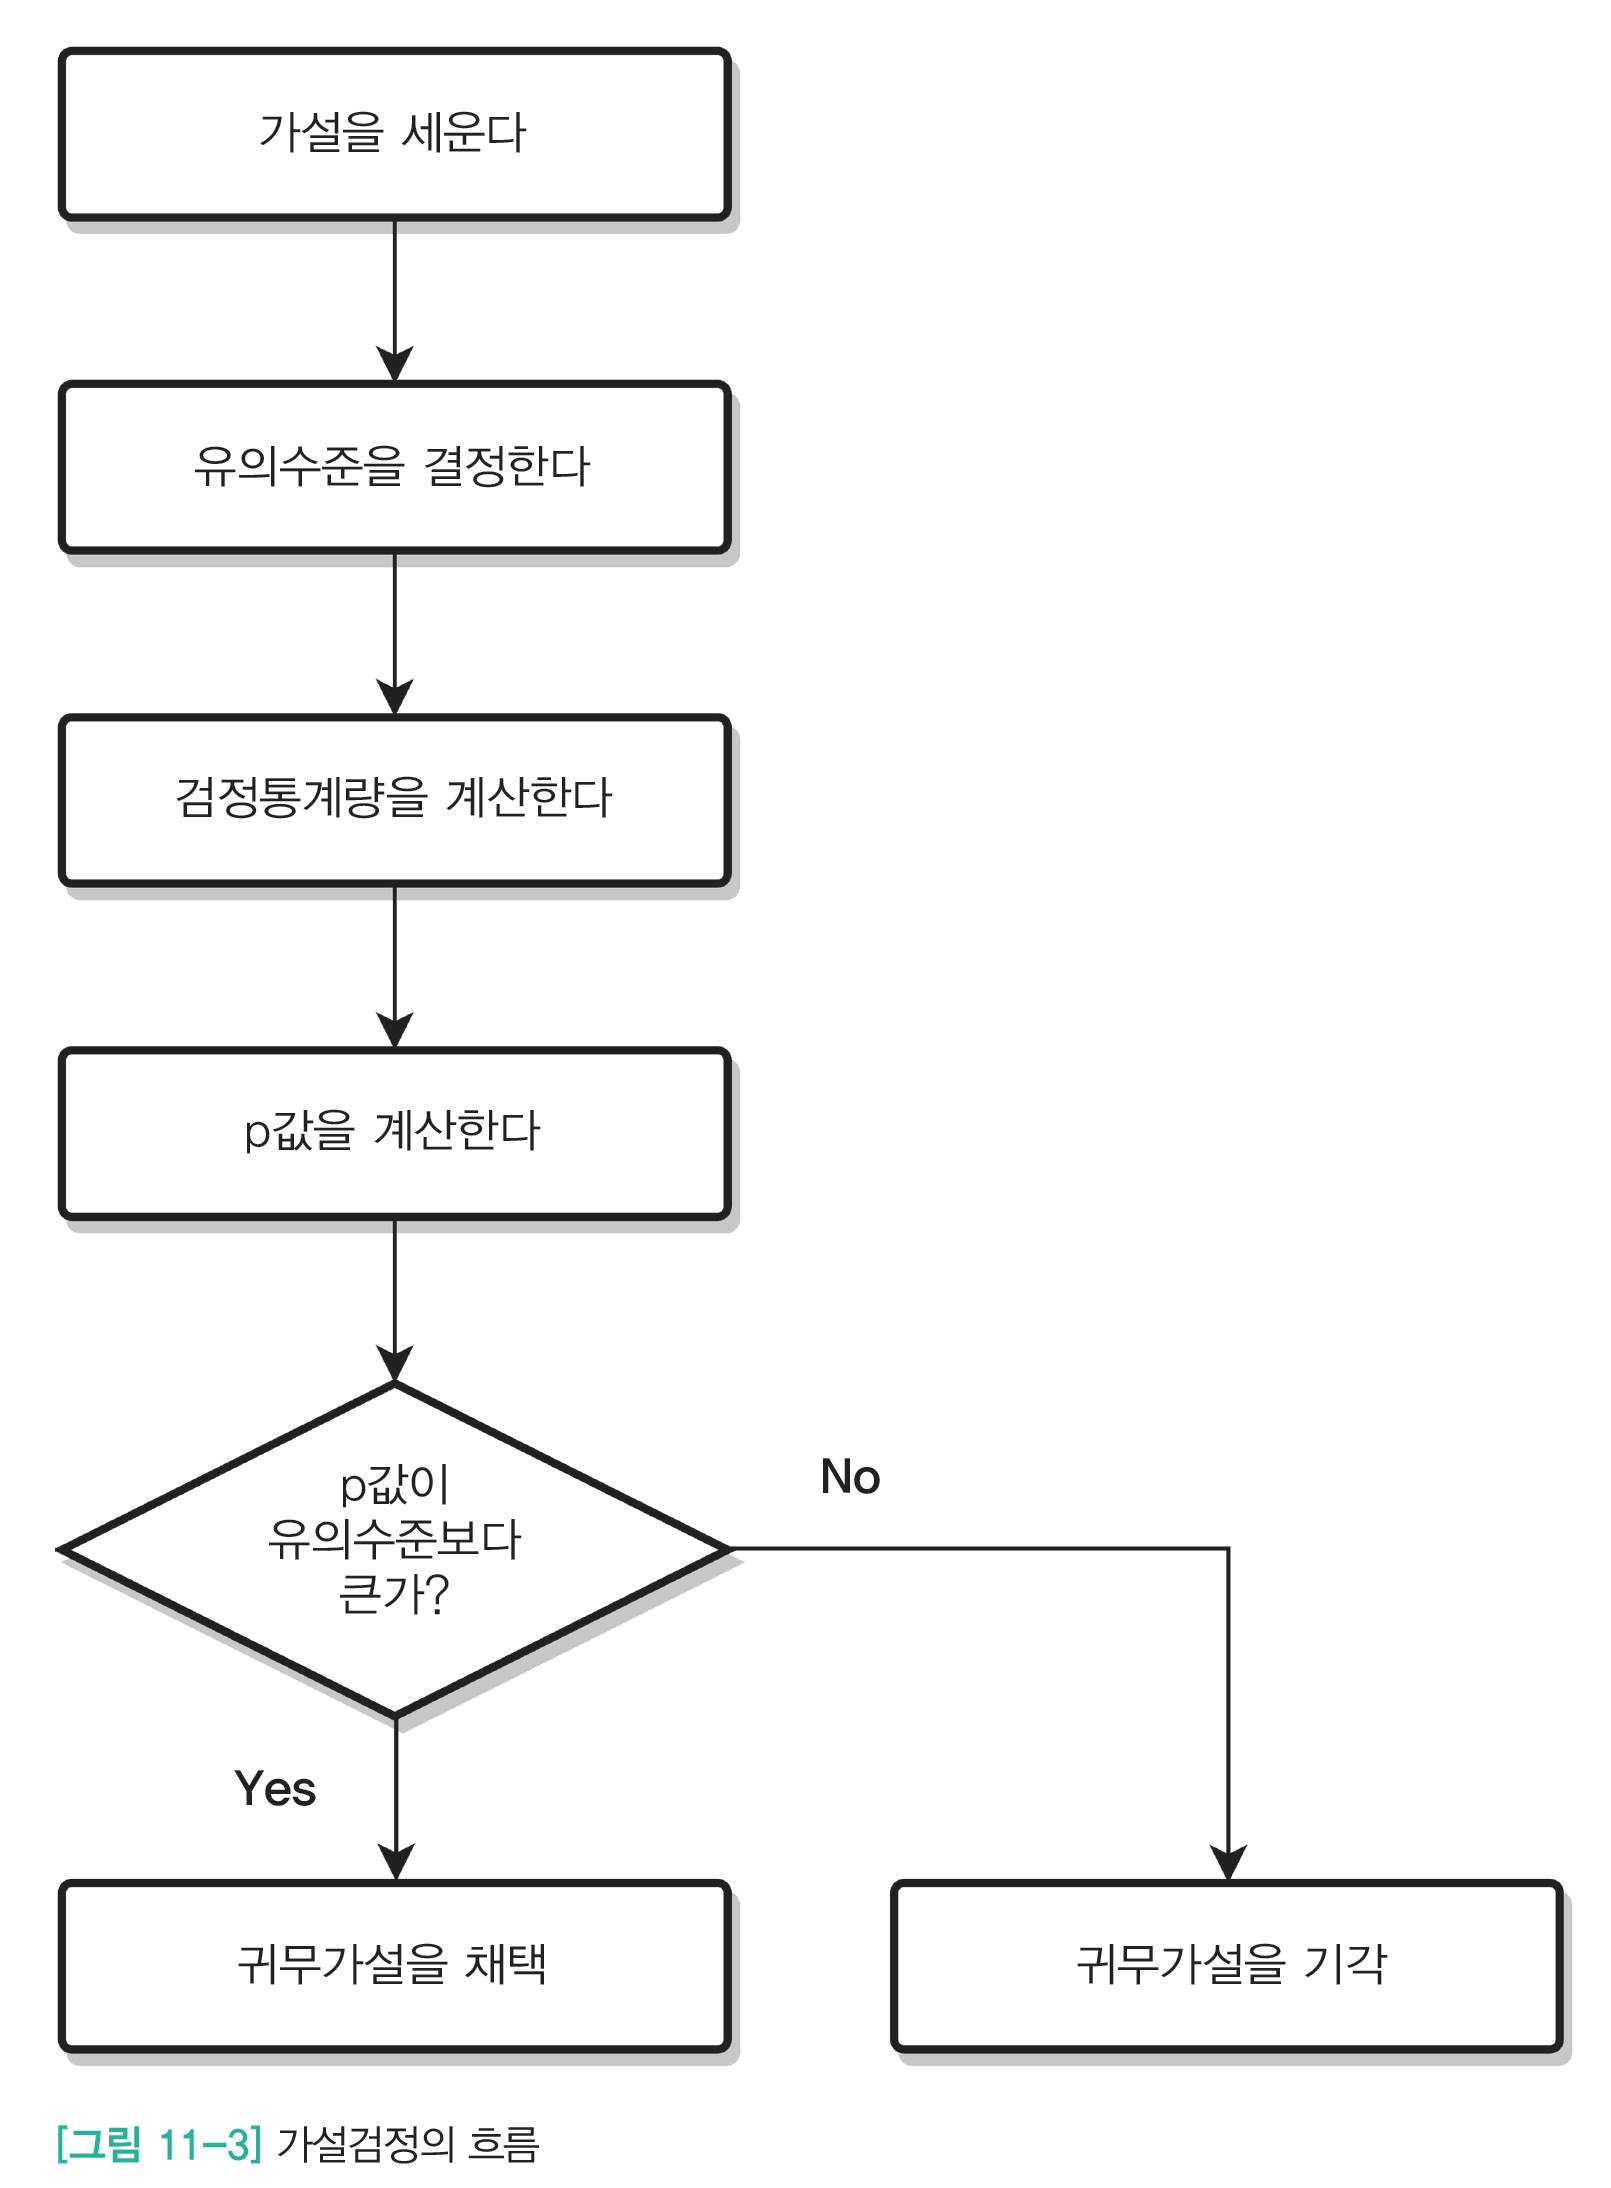 가설을 세운다
유의수준을 결정한다
검정통계량을 계산한다
p값을 계산한다
p값이
유의수준보다
큰가?
No
Yes
귀무가설을 채택
귀무가설을 기각
[그림 11-3] 가설검정의 흐름